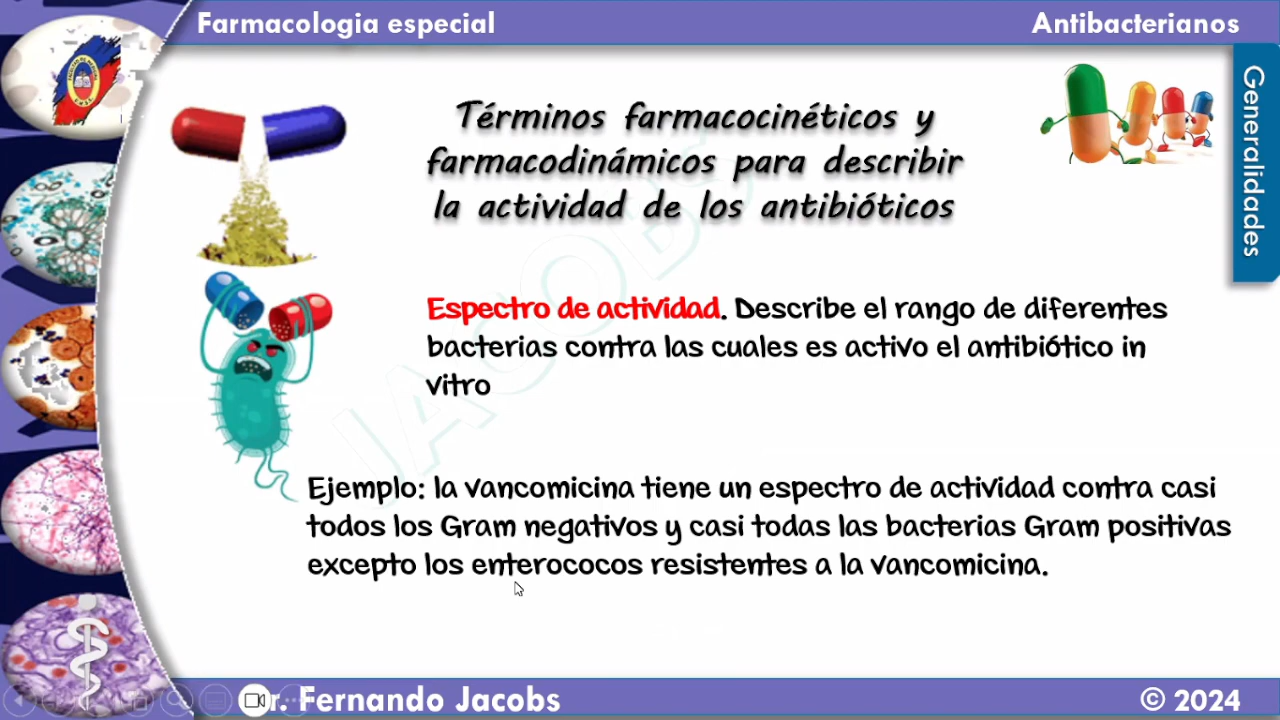 Farmacologia especial
Antibacterianos
Generalidades
Términos farmacocinéticos y
farmacodinámicos para describir
la actividad de los antibióticos
Espectro de actividad. Describe el rango de diferentes
bacterias contra las cuales es activo el antibiótico in
vitro
Ejemplo: la vancomicina tiene un espectro de actividad contra casi
todos los Gram negativos y casi todas las bacterias Gram positivas
excepto los enterococos resistentes a la vancomicina.
JACOBS
r. Fernando Jacobs
© 2024